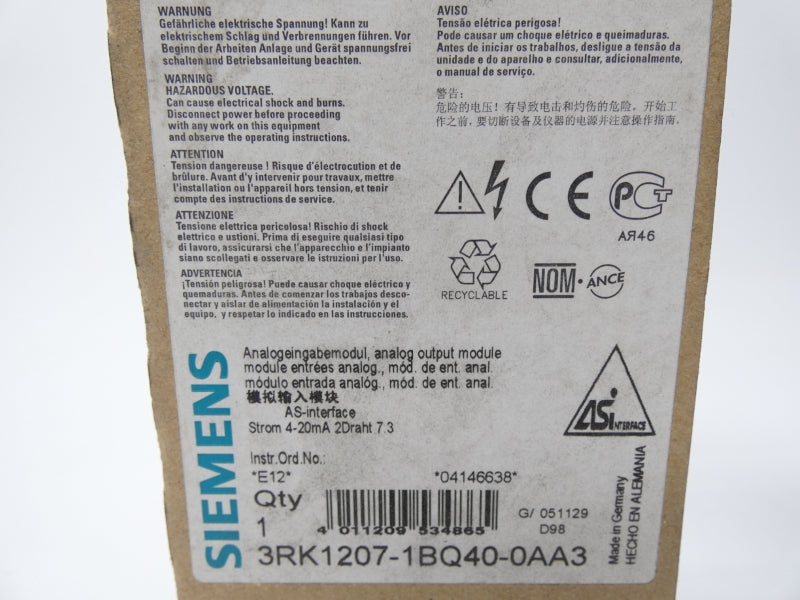 WARNUNG
Gefährliche elektrische Spannung! Kann zu
elektrischem Schlag und Verbrennungen führen. Vor
Beginn der Arbeiten Anlage und Gerät spannungsfrei
schalten und Betriebsanleitung beachten.
WARNING
HAZARDOUS VOLTAGE.
Can cause electrical shock and burns.
Disconnect power before proceeding
with any work on this equipment
and observe the operating instructions.
ATTENTION
Tension dangereuse ! Risque d'électrocution et de
brûlure. Avant d'y intervenir pour travaux, mettre
l'installation ou l'appareil hors tension, et tenir
compte des instructions de service.
ATTENZIONE
Tensione elettrica pericolosa! Rischio di shock
elettrico e ustioni. Prima di eseguire qualsiasi tipo
di lavoro, assicurarsi che l'apparecchio e l'impianto
siano scollegati e osservare le istruzioni per l'uso.
ADVERTENCIA
¡Tensión peligrosa! Puede causar choque eléctrico y
quemaduras. Antes de comenzar los trabajos desco-
nectar y aislar de alimentación la instalación y el
equipo, y respetar lo indicado en las instrucciones.
AVISO
Tensão elétrica perigosa!
Pode causar um choque elétrico e queimaduras.
Antes de iniciar os trabalhos, desligue a tensão da
unidade e do aparelho e consultar, adicionalmente,
o manual de serviço.
警告:
危险的电压! 有导致电击和灼伤的危险. 开始工
作之前, 要切断设备及仪器的电源并注意操作指南.
CE
РСТ
АЯ46
RECYCLABLE
NOM-ANCE
SIEMENS
Analogeingabemodul, analog output module
module entrées analog., mód. de ent. anal.
módulo entrada analóg., mód. de ent. anal.
模拟输入模块
AS-interface
Strom 4-20mA 2Draht 7.3
ASi INTERFACE
Instr.Ord.No.:
*E12* *04146638*
Qty
1
4 011209 534865
G/ 051129
D98
3RK1207-1BQ40-0AA3
Made in Germany
HECHO EN ALEMANIA